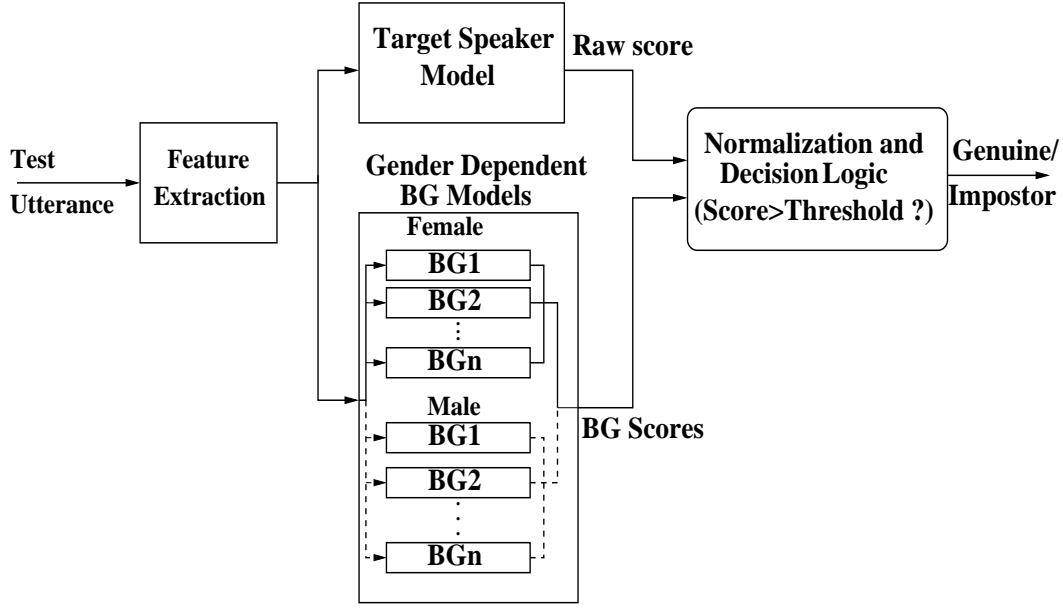 Test
Utterance
Feature
Extraction
Target Speaker
Model
Raw score
Gender Dependent
BG Models
Female
BG1
BG2
BGn
Male
BG1
BG2
BGn
BG Scores
Normalization and
Decision Logic
(Score>Threshold ?)
Genuine/
Impostor